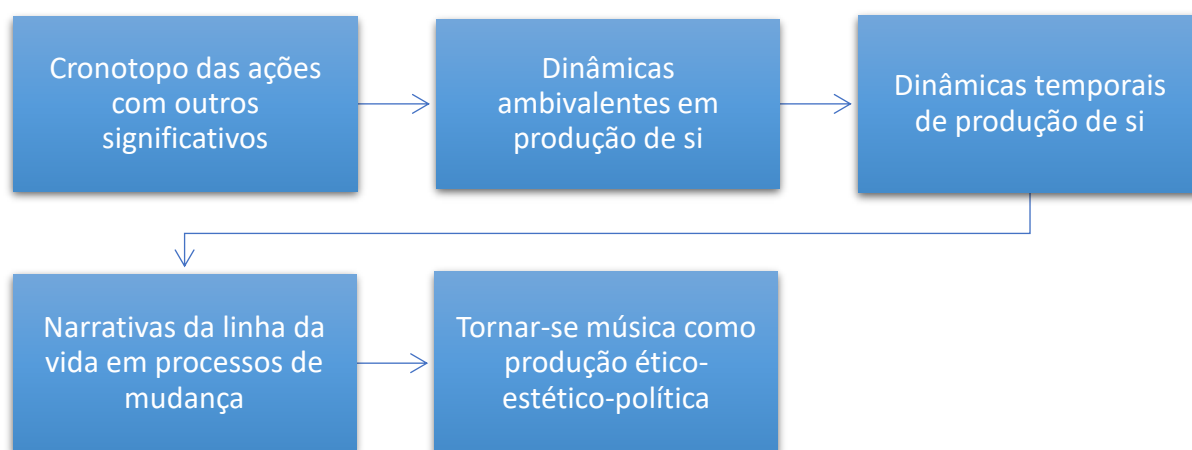 Cronotopo das ações
com outros
significativos
Dinâmicas
ambivalentes em
produção de si
Dinâmicas temporais
de produção de si
Narrativas da linha da
vida em processos de
mudança
Tornar-se música como
produção ético-
estético-política